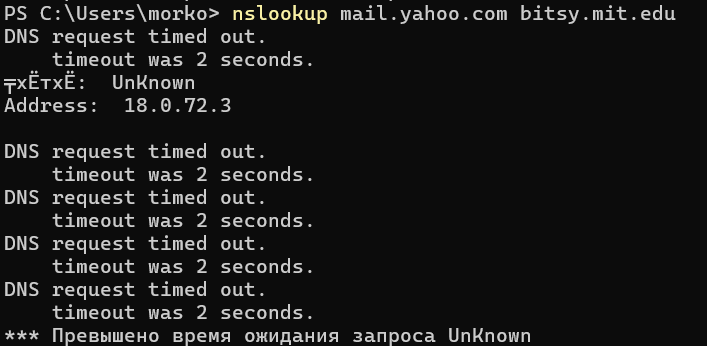 PS C:\Users\morko> nslookup mail.yahoo.com bitsy.mit.edu
DNS request timed out.
    timeout was 2 seconds.
╤хЁтхЁ:  UnKnown
Address:  18.0.72.3

DNS request timed out.
    timeout was 2 seconds.
DNS request timed out.
    timeout was 2 seconds.
DNS request timed out.
    timeout was 2 seconds.
DNS request timed out.
    timeout was 2 seconds.
*** Превышено время ожидания запроса UnKnown